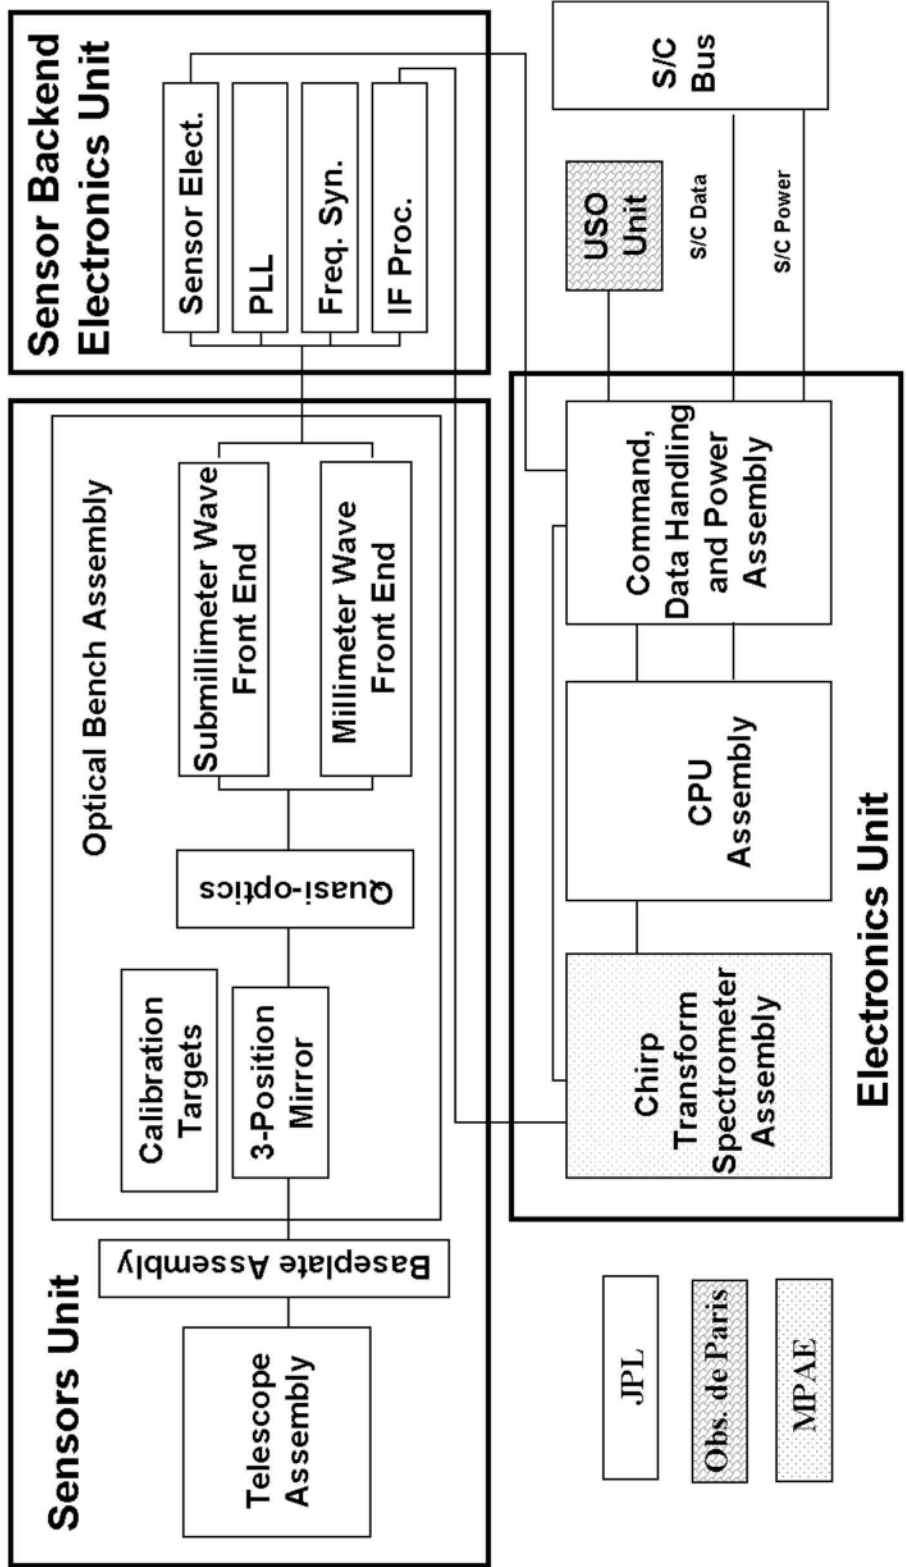 Sensors Unit
Telescope
Assembly
Baseplate Assembly
Optical Bench Assembly
Calibration
Targets
3-Position
Mirror
Quasi-optics
Submillimeter Wave
Front End
Millimeter Wave
Front End
Sensor Backend
Electronics Unit
Sensor Elect.
PLL
Freq. Syn.
IF Proc.
JPL
Obs. de Paris
MPAE
Chirp
Transform
Spectrometer
Assembly
CPU
Assembly
Command,
Data Handling
and Power
Assembly
Electronics Unit
USO
Unit
S/C Data
S/C Power
S/C
Bus